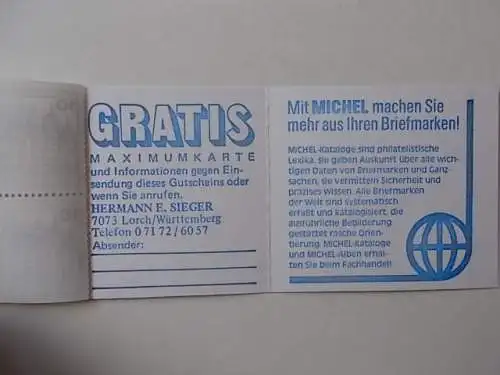 GRATIS
MAXIMUMKARTE
und Informationen gegen Ein-
sendung dieses Gutscheins oder
wenn Sie anrufen.
HERMANN E. SIEGER
7073 Lorch/Württemberg
Telefon 0 71 72 / 60 57
Absender:
Mit MICHEL machen Sie
mehr aus Ihren Briefmarken!
MICHEL-Kataloge sind philatelistische
Lexika, sie geben Auskunft über alle wich-
tigen Daten von Briefmarken und Ganz-
sachen, sie vermitteln Sicherheit und
präzises Wissen. Alle Briefmarken
der Welt sind systematisch
erfaßt und katalogisiert, die
ausführliche Bebilderung
gestattet rasche Orien-
tierung. MICHEL-Kataloge
und MICHEL-Alben erhal-
ten Sie beim Fachhandel!